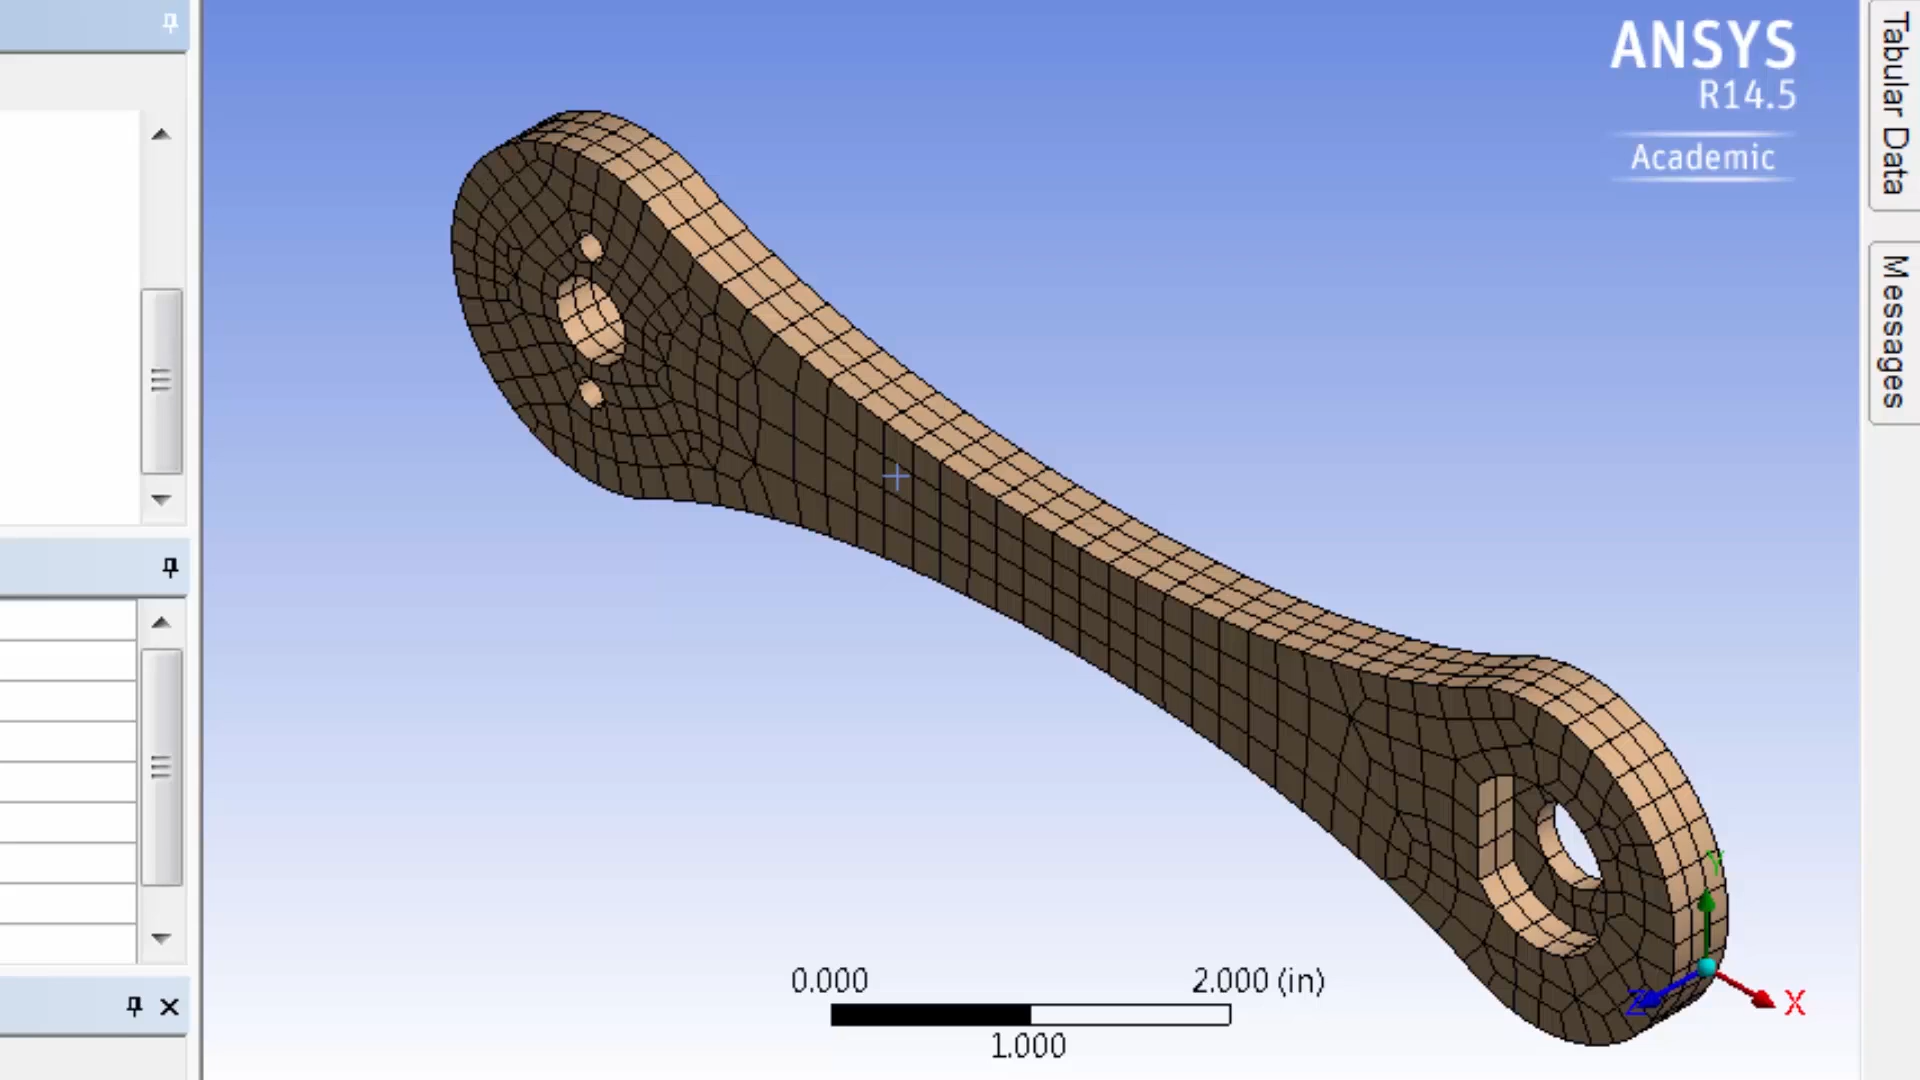 ANSYS
R14.5
Academic
Tabular Data
Messages
0.000
2.000 (in)
1.000
Y
Z
X